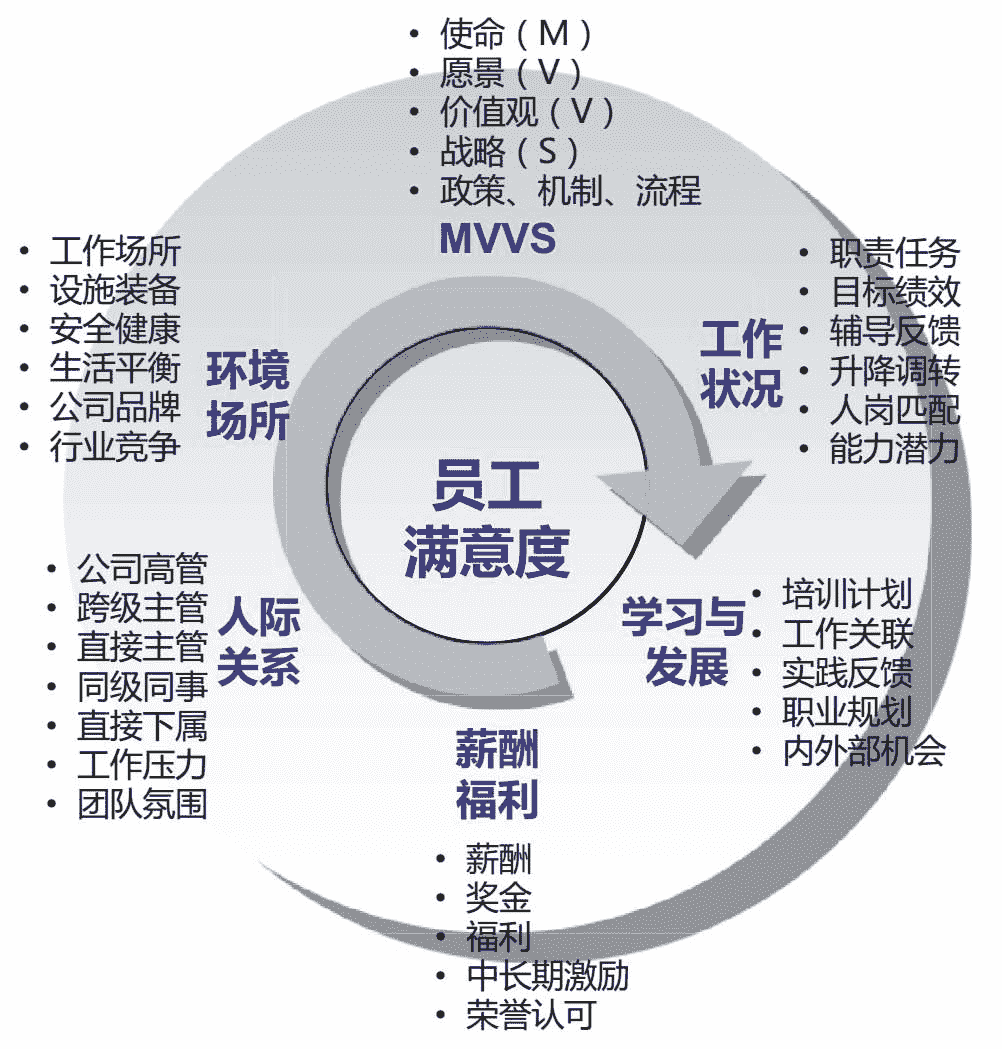 • 使命（M）
• 愿景（V）
• 价值观（V）
• 战略（S）
• 政策、机制、流程
MVVS
• 职责任务
• 目标绩效
• 辅导反馈
• 升降调转
• 人岗匹配
• 能力潜力
工作
状况
• 培训计划
• 工作关联
• 实践反馈
• 职业规划
• 内外部机会
学习与
发展
薪酬
福利
• 薪酬
• 奖金
• 福利
• 中长期激励
• 荣誉认可
• 公司高管
• 跨级主管
• 直接主管
• 同级同事
• 直接下属
• 工作压力
• 团队氛围
人际
关系
• 工作场所
• 设施装备
• 安全健康
• 生活平衡
• 公司品牌
• 行业竞争
环境
场所
员工
满意度